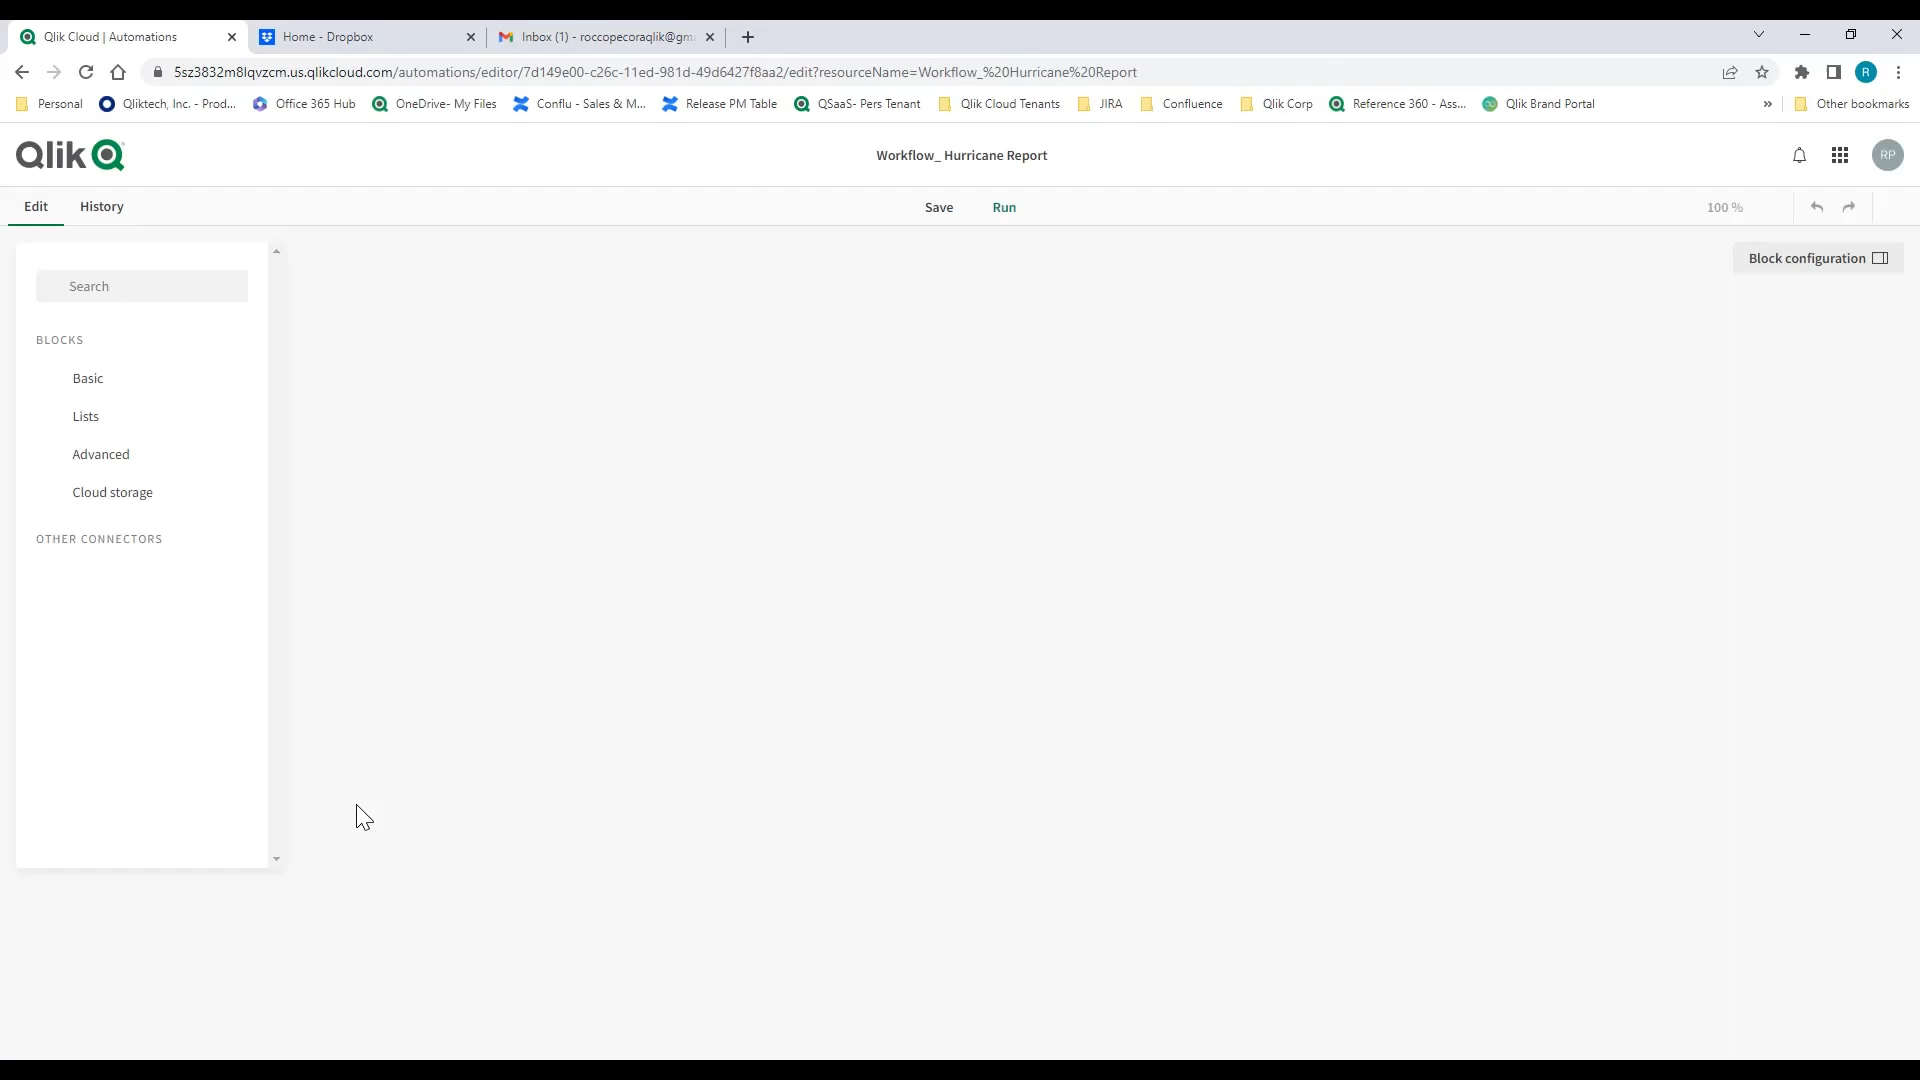 Qlik Cloud | Automations
Home - Dropbox
Inbox (1) - roccopecoraqlik@gm
5sz3832m8lqvzcm.us.qlikcloud.com/automations/editor/7d149e00-c26c-11ed-981d-49d6427f8aa2/edit?resourceName=Workflow_%20Hurricane%20Report
R
Personal
Qliktech, Inc. - Prod...
Office 365 Hub
OneDrive- My Files
Conflu - Sales & M...
Release PM Table
QSaaS- Pers Tenant
Qlik Cloud Tenants
JIRA
Confluence
Qlik Corp
Reference 360 - Ass...
Qlik Brand Portal
»
Other bookmarks
Qlik
Workflow_ Hurricane Report
RP
Edit
History
Save
Run
100 %
Search
Block configuration
BLOCKS
Basic
Lists
Advanced
Cloud storage
OTHER CONNECTORS